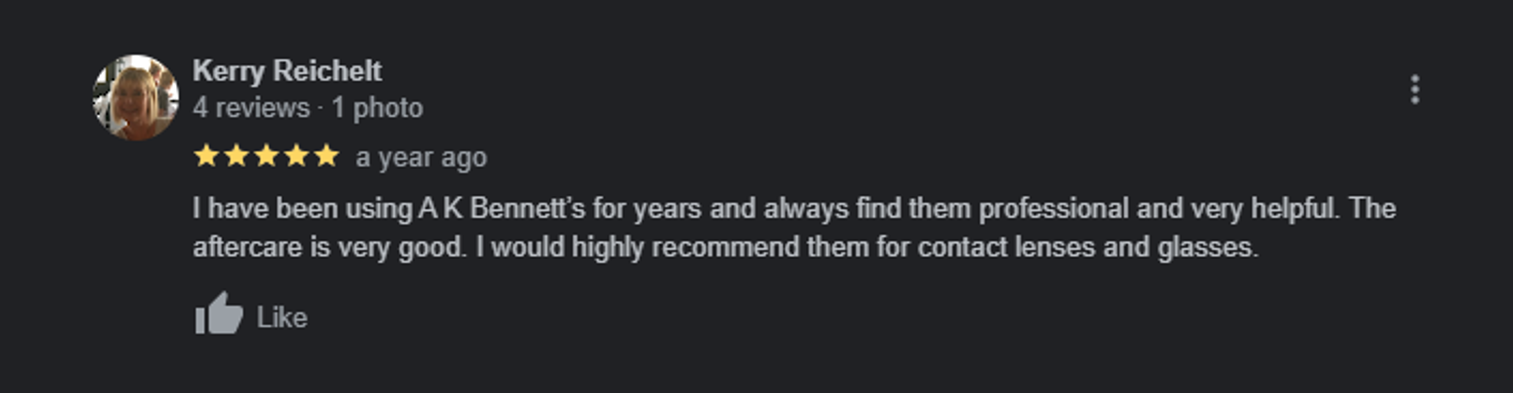 Kerry Reichelt
4 reviews · 1 photo
a year ago
I have been using A K Bennett’s for years and always find them professional and very helpful. The
aftercare is very good. I would highly recommend them for contact lenses and glasses.
Like